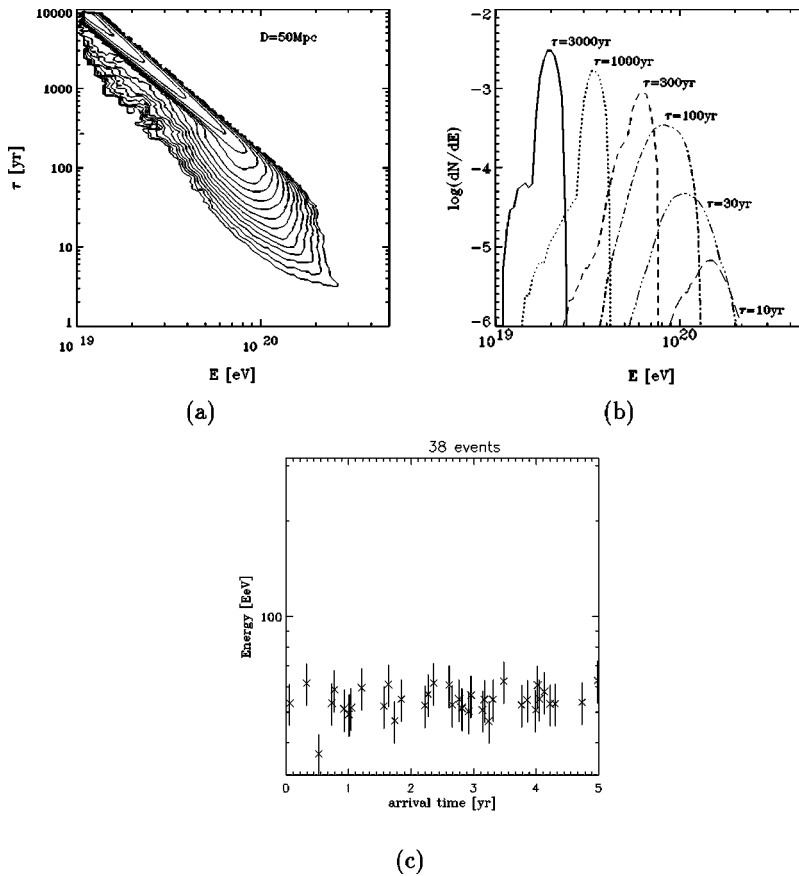 10000
1000
100
10
1
τ [yr]
D=50Mpc
10^19
10^20
E [eV]
(a)
-2
-3
-4
-5
-6
log(dN/dE)
τ=3000yr
τ=1000yr
τ=300yr
τ=100yr
τ=30yr
τ=10yr
10^19
10^20
E [eV]
(b)
38 events
Energy [EeV]
100
0 1 2 3 4 5
arrival time [yr]
(c)